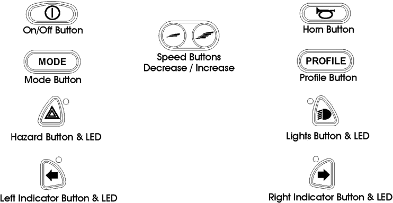 On/Off Button
Horn Button
Speed Buttons
Decrease / Increase
MODE
Mode Button
PROFILE
Profile Button
Hazard Button & LED
Lights Button & LED
Left Indicator Button & LED
Right Indicator Button & LED